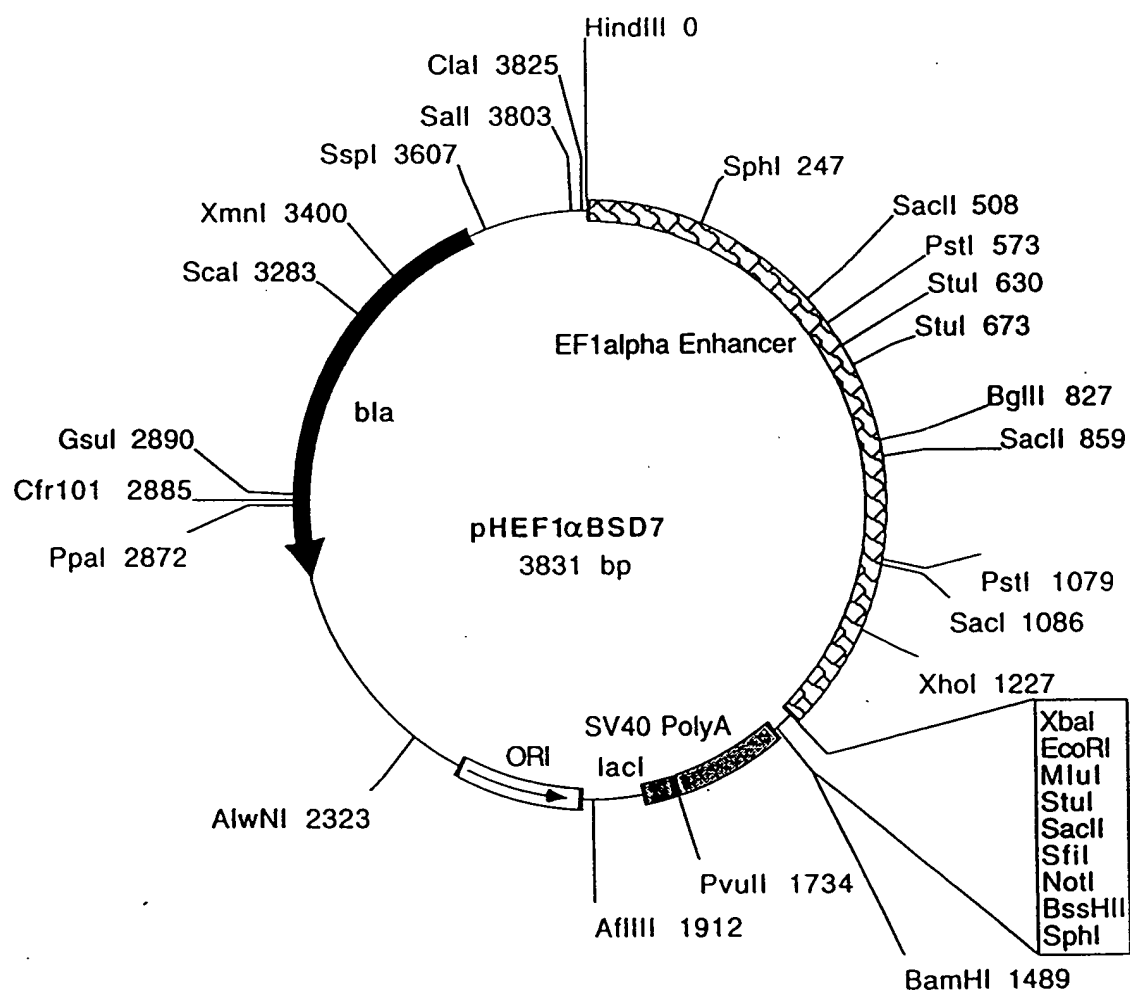 HindIII 0
ClaI 3825
SalI 3803
SspI 3607
SphI 247
XmnI 3400
SacII 508
PstI 573
ScaI 3283
StuI 630
StuI 673
EF1alpha Enhancer
BglII 827
bla
SacII 859
GsuI 2890
Cfr101 2885
pHEF1αBSD7
PpaI 2872
3831 bp
PstI 1079
SacI 1086
XhoI 1227
SV40 PolyA
XbaI
ORI
lacI
EcoRI
MluI
StuI
AlwNI 2323
SacII
SfiI
PvuII 1734
NotI
BssHII
AflIII 1912
SphI
BamHI 1489